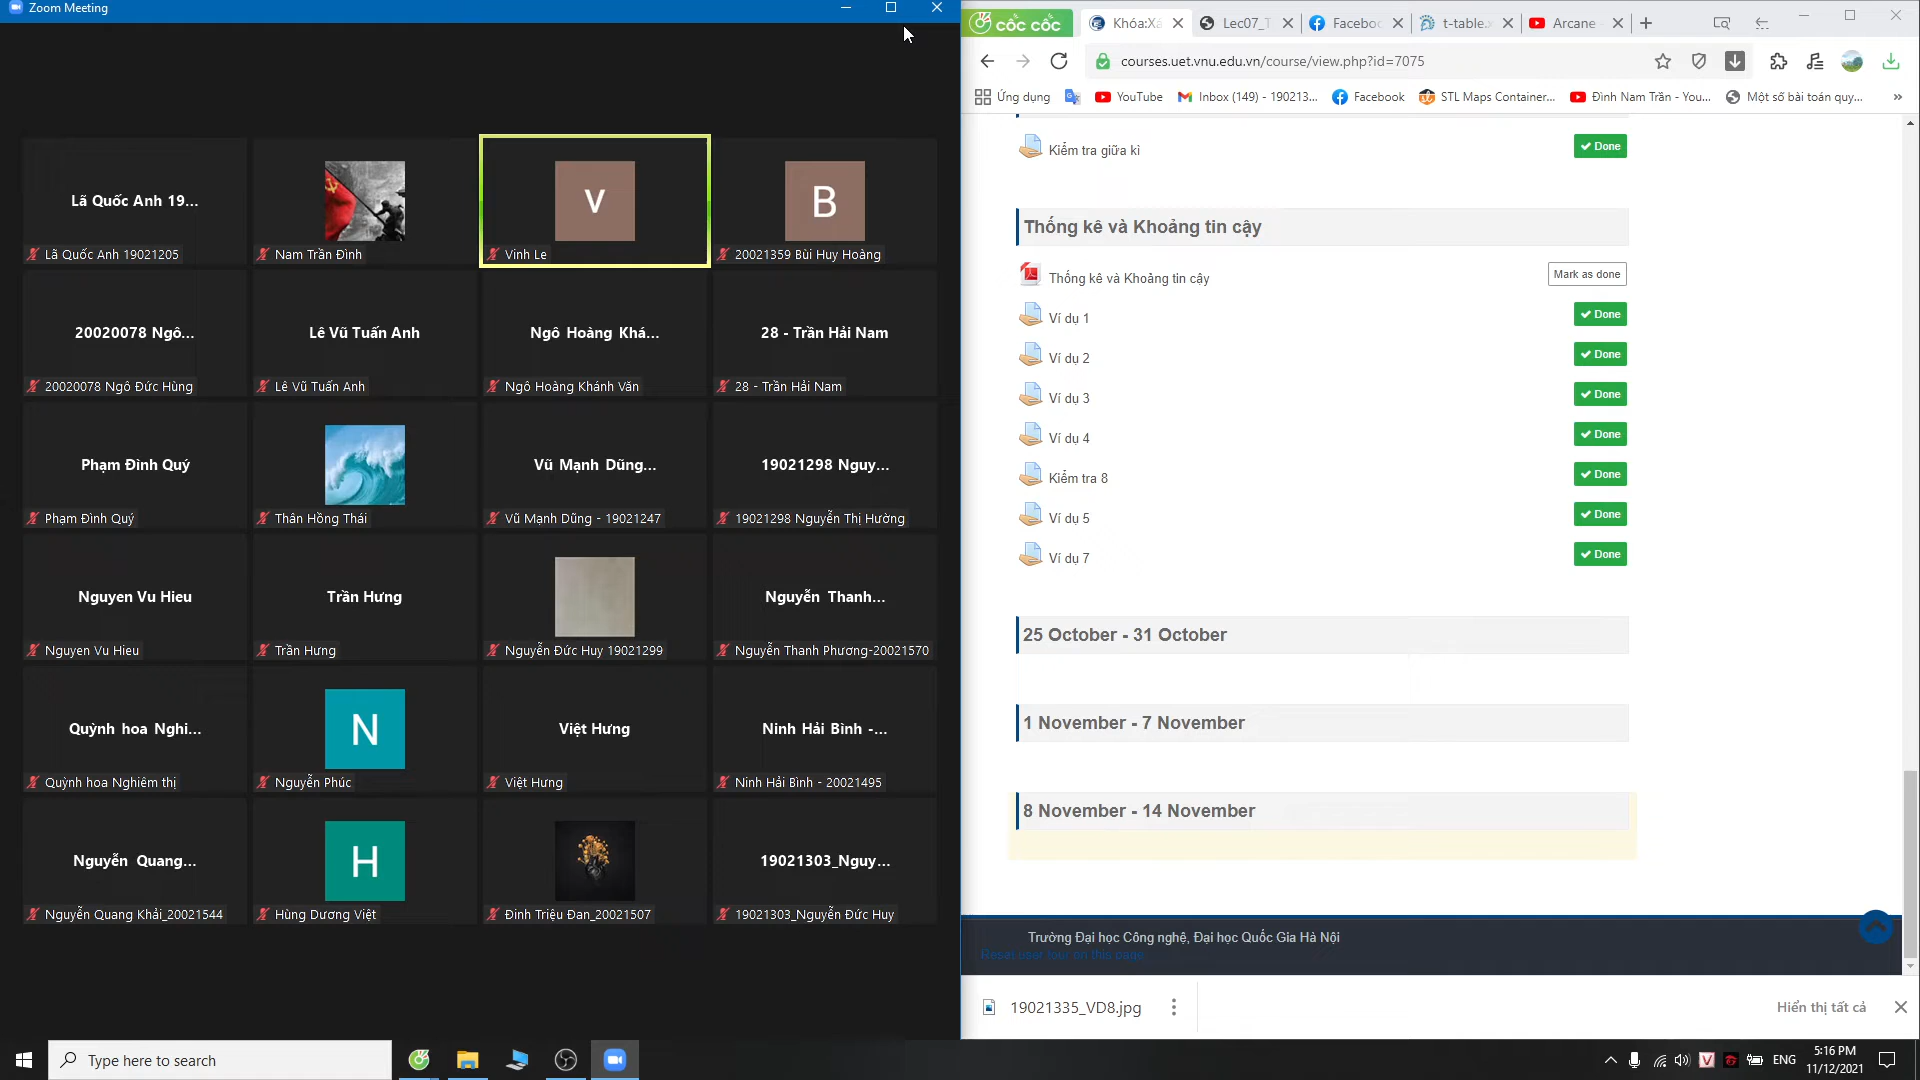 Zoom Meeting
Lã Quốc Anh 19...
Lã Quốc Anh 19021205
Nam Trần Đình
V
Vinh Le
B
20021359 Bùi Huy Hoàng
20020078 Ngô...
20020078 Ngô Đức Hùng
Lê Vũ Tuấn Anh
Lê Vũ Tuấn Anh
Ngô Hoàng Khá...
Ngô Hoàng Khánh Văn
28 - Trần Hải Nam
28 - Trần Hải Nam
Phạm Đình Quý
Phạm Đình Quý
Thân Hồng Thái
Vũ Mạnh Dũng...
Vũ Mạnh Dũng - 19021247
19021298 Nguy...
19021298 Nguyễn Thị Hường
Nguyen Vu Hieu
Nguyen Vu Hieu
Trần Hưng
Trần Hưng
Nguyễn Đức Huy 19021299
Nguyễn Thanh...
Nguyễn Thanh Phương-20021570
Quỳnh hoa Nghi...
Quỳnh hoa Nghiêm thị
N
Nguyễn Phúc
Việt Hưng
Việt Hưng
Ninh Hải Bình -...
Ninh Hải Bình - 20021495
Nguyễn Quang...
Nguyễn Quang Khải_20021544
H
Hùng Dương Việt
Đinh Triệu Đan_20021507
19021303_Nguy...
19021303_Nguyễn Đức Huy
cốc cốc
Khóa:Xá
Lec07_T
Faceboo
t-table.x
Arcane
courses.uet.vnu.edu.vn/course/view.php?id=7075
Ứng dụng
YouTube
Inbox (149) - 190213...
Facebook
STL Maps Container...
Đình Nam Trần - You...
Một số bài toán quy...
»
Kiểm tra giữa kì
Done
Thống kê và Khoảng tin cậy
Thống kê và Khoảng tin cậy
Mark as done
Ví dụ 1
Done
Ví dụ 2
Done
Ví dụ 3
Done
Ví dụ 4
Done
Kiểm tra 8
Done
Ví dụ 5
Done
Ví dụ 7
Done
25 October - 31 October
1 November - 7 November
8 November - 14 November
Trường Đại học Công nghệ, Đại học Quốc Gia Hà Nội
Reset user tour on this page
19021335_VD8.jpg
Hiển thị tất cả
Type here to search
V
ENG
5:16 PM
11/12/2021